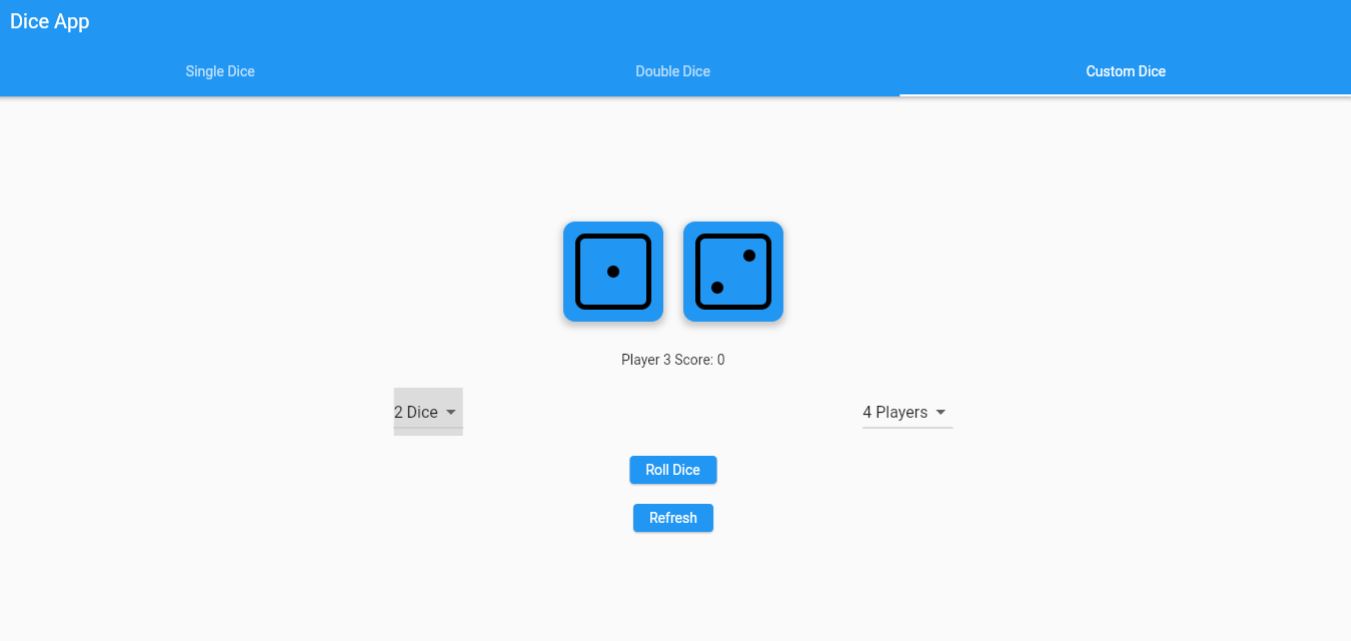 Dice App
Single Dice Double Dice Custom Dice
Player 3 Score: 0
2 Dice 4 Players
Roll Dice
Refresh